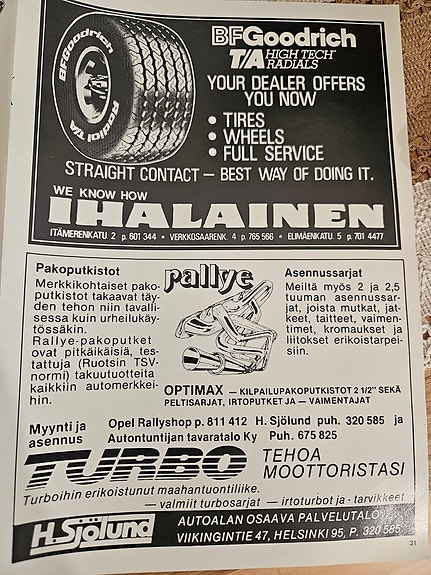 BFGoodrich
Radial T/A
BFGoodrich
T/A HIGH TECH
RADIALS
YOUR DEALER OFFERS
YOU NOW
• TIRES
• WHEELS
• FULL SERVICE
STRAIGHT CONTACT — BEST WAY OF DOING IT.
WE KNOW HOW
IHALAINEN
ITÄMERENKATU 2 p. 601 344 • VERKKOSAARENK. 4 p. 765 566 • ELIMÄENKATU 5 p. 701 4477
Pakoputkistot
Merkkikohtaiset pako-
putkistot takaavat täy-
den tehon niin tavalli-
sessa kuin urheilukäy-
tössäkin.
Rallye-pakoputket
ovat pitkäikäisiä, tes-
tattuja (Ruotsin TSV-
normi) takuutuotteita
kaikkiin automerkkei-
hin.
rallye
Asennussarjat
Meiltä myös 2 ja 2,5
tuuman asennussar-
jat, joista mutkat, jat-
keet, taitteet, vaimen-
timet, kromaukset ja
liitokset erikoistarpei-
siin.
OPTIMAX — KILPAILUPAKOPUTKISTOT 2 1/2" SEKÄ
PELTISARJAT, IRTOPUTKET JA — VAIMENTAJAT
Myynti ja
asennus
Opel Rallyshop p. 811 412 H. Sjölund puh. 320 585 ja
Autontuntijan tavaratalo Ky Puh. 675 825
TURBO TEHOA
MOOTTORISTASI
Turboihin erikoistunut maahantuontiliike.
— valmiit turbosarjat — irtoturbot ja - tarvikkeet
H.Sjölund
AUTOALAN OSAAVA PALVELUTALO
VIIKINGINTIE 47, HELSINKI 95, P. 320 585
31